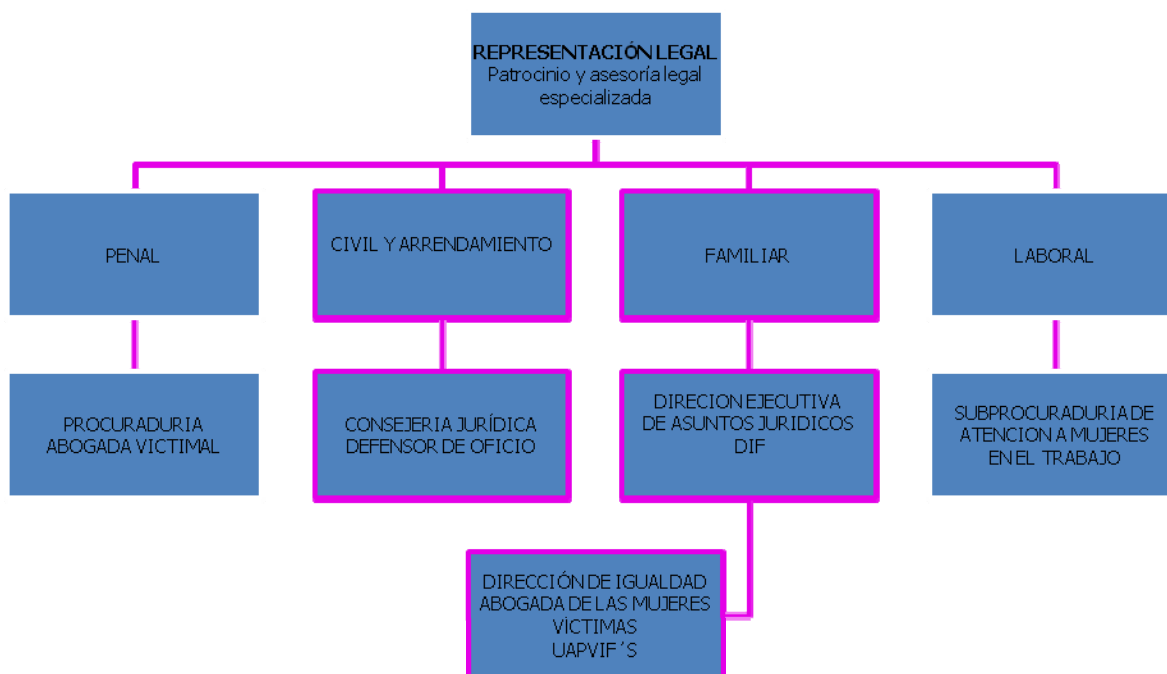 REPRESENTACIÓN LEGAL
Patrocinio y asesoría legal
especializada
PENAL
CIVIL Y ARRENDAMIENTO
FAMILIAR
LABORAL
PROCURADURIA
ABOGADA VICTIMAL
CONSEJERIA JURÍDICA
DEFENSOR DE OFICIO
DIRECION EJECUTIVA
DE ASUNTOS JURIDICOS
DIF
SUBPROCURADURIA DE
ATENCION A MUJERES
EN EL TRABAJO
DIRECCIÓN DE IGUALDAD
ABOGADA DE LAS MUJERES
VÍCTIMAS
UAPVIF´S